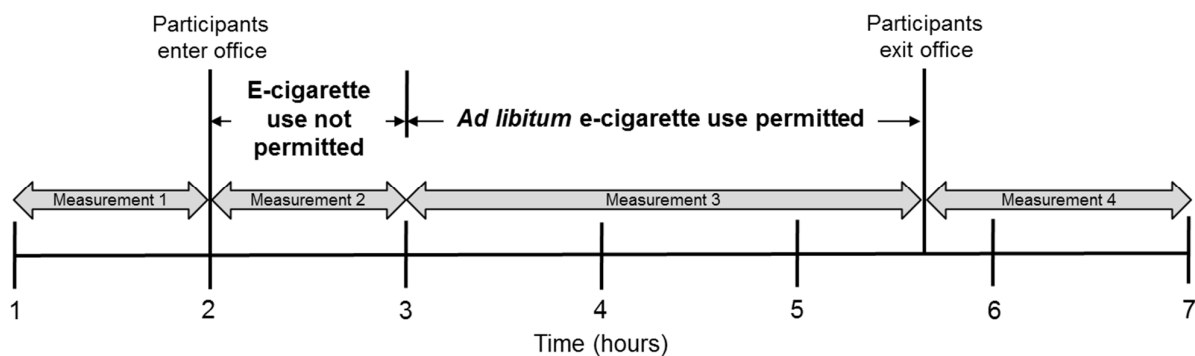 Participants
enter office
Participants
exit office
E-cigarette
use not
permitted
Ad libitum e-cigarette use permitted
Measurement 1
Measurement 2
Measurement 3
Measurement 4
1 2 3 4 5 6 7
Time (hours)